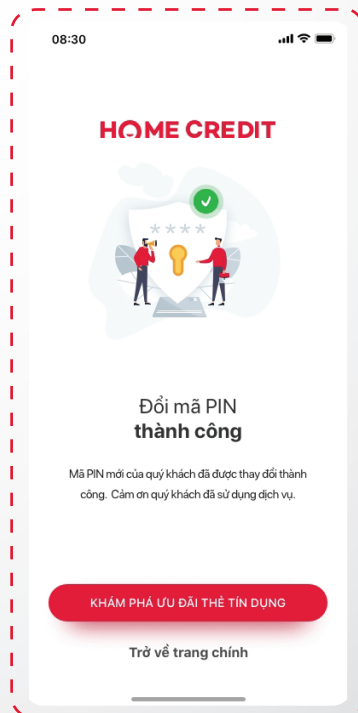 08:30
HOME CREDIT
****
Đổi mã PIN
thành công
Mã PIN mới của quý khách đã được thay đổi thành
công. Cảm ơn quý khách đã sử dụng dịch vụ.
KHÁM PHÁ ƯU ĐÃI THẺ TÍN DỤNG
Trở về trang chính